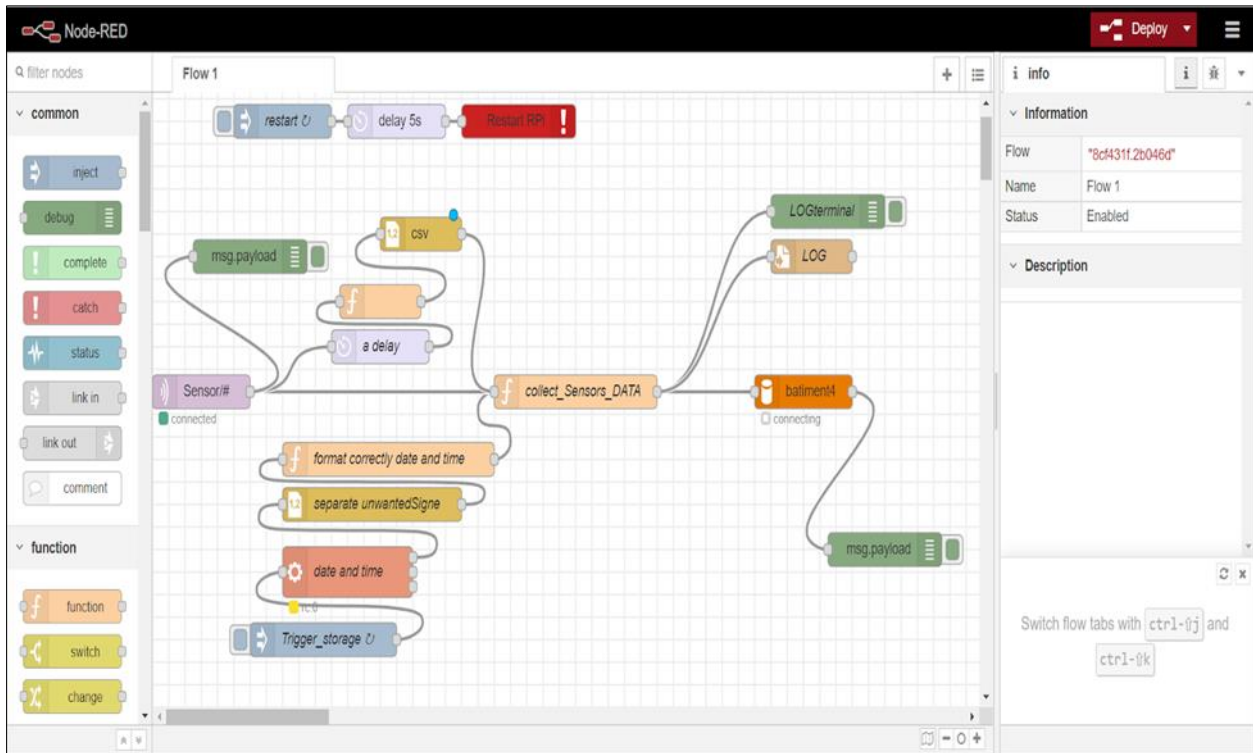 Node-RED
Deploy
filter nodes
common
inject
debug
complete
catch
status
link in
link out
comment
function
function
switch
change
Flow 1
restart ↻
delay 5s
Restart RPi
csv
msg.payload
a delay
Sensor/#
connected
collect_Sensors_DATA
LOGterminal
LOG
batiment4
connecting
format correctly date and time
separate unwantedSigne
date and time
rc:0
Trigger_storage ↻
msg.payload
info
Information
Flow "8cf431f.2b046d"
Name Flow 1
Status Enabled
Description
Switch flow tabs with ctrl-⇧j and
ctrl-⇧k